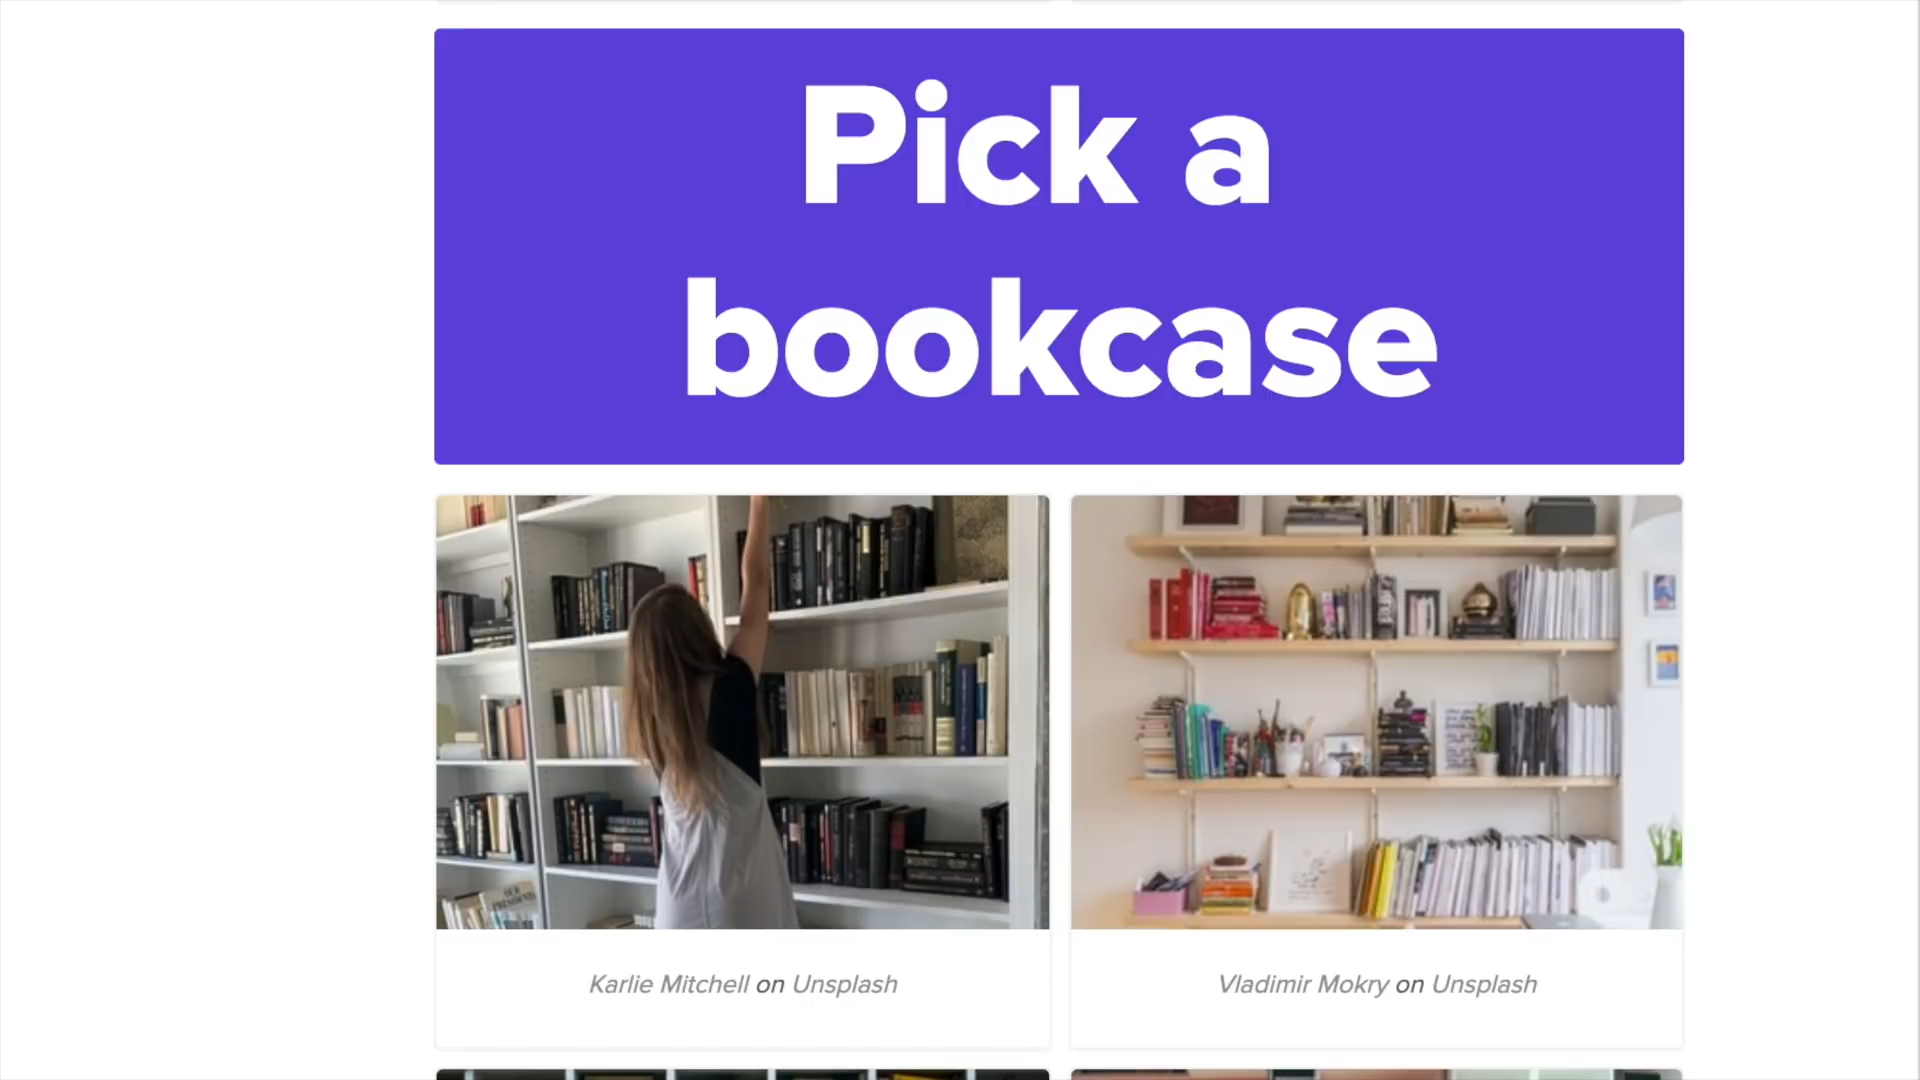 Pick a
bookcase
Karlie Mitchell on Unsplash
Vladimir Mokry on Unsplash